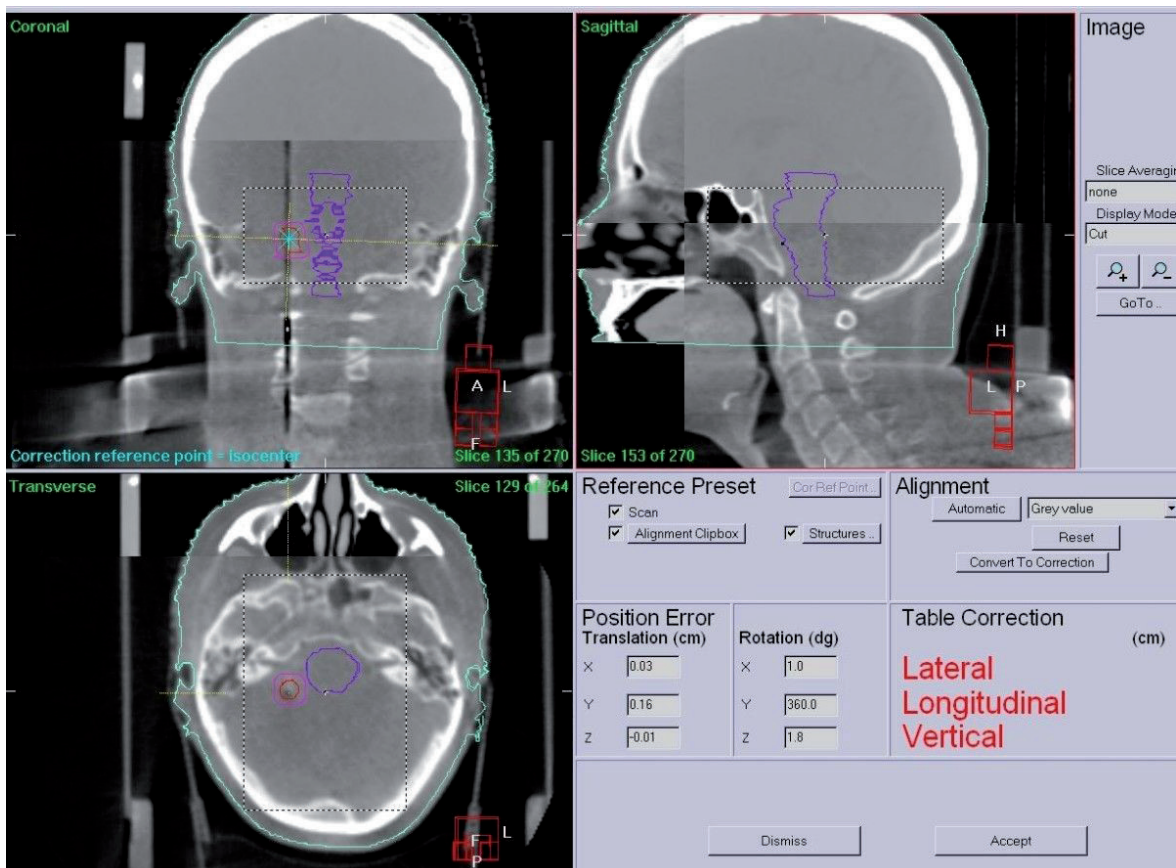 Coronal
A
L
F
Correction reference point = isocenter
Slice 135 of 270
Sagittal
H
L
P
Slice 153 of 270
Image
Slice Averagin
none
Display Mode
Cut
GoTo ..
Transverse
Slice 129 of 264
L
F
P
Reference Preset
Cor Ref Point..
Scan
Alignment Clipbox
Structures ..
Alignment
Automatic
Grey value
Reset
Convert To Correction
Position Error
Translation (cm)
X 0.03
Y 0.16
Z -0.01
Rotation (dg)
X 1.0
Y 360.0
Z 1.8
Table Correction
(cm)
Lateral
Longitudinal
Vertical
Dismiss
Accept